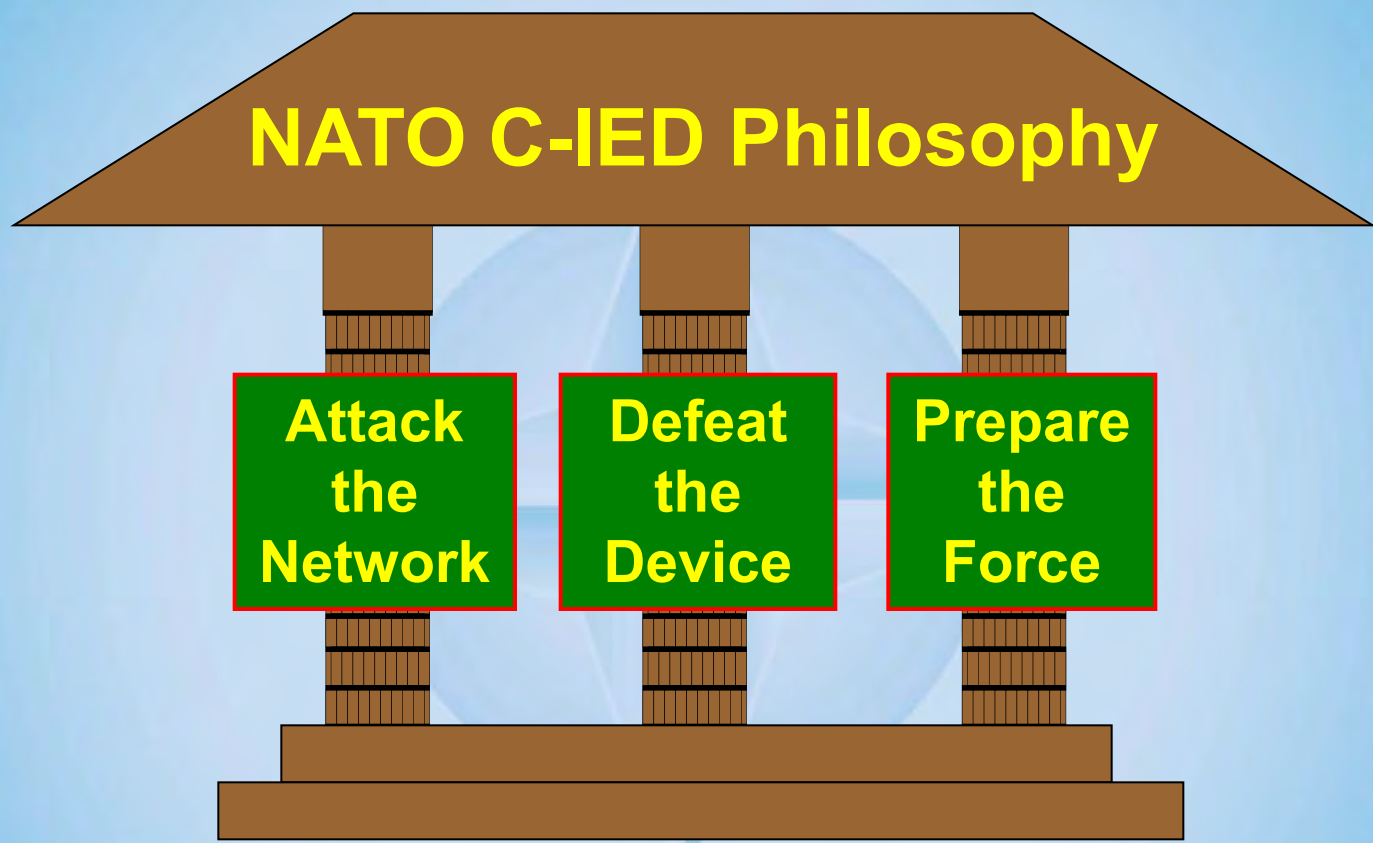 NATO C-IED Philosophy
Attack
the
Network
Defeat
the
Device
Prepare
the
Force